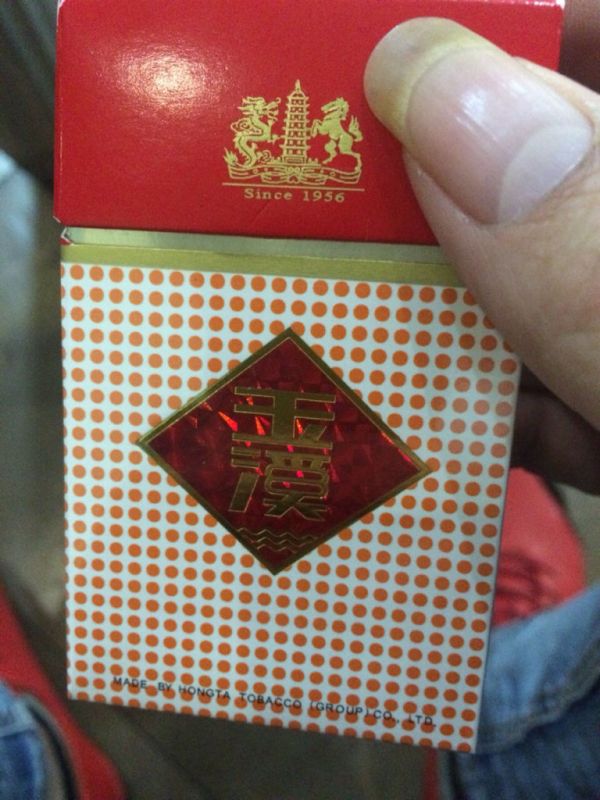 Since 1956
玉
溪
MADE BY HONGTA TOBACCO (GROUP) CO., LTD.